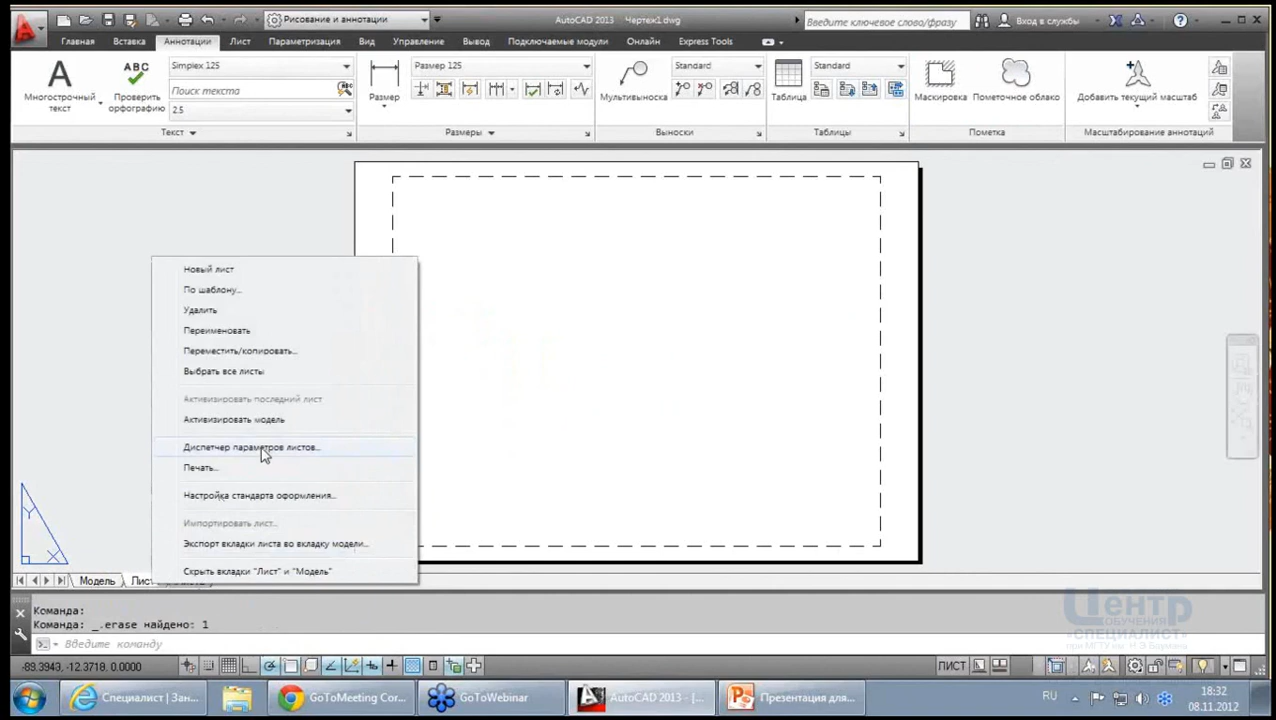 Рисование и аннотации
AutoCAD 2013 Чертеж1.dwg
Введите ключевое слово/фразу
Вход в службы
Главная Вставка Аннотации Лист Параметризация Вид Управление Вывод Подключаемые модули Онлайн Express Tools
A
ABC
Многострочный текст
Проверить орфографию
Simplex 125
Поиск текста
2.5
Размер
Размер 125
Мультивыноска
Standard
Таблица
Standard
Маскировка
Пометочное облако
Добавить текущий масштаб
Текст
Размеры
Выноски
Таблицы
Пометка
Масштабирование аннотаций
Новый лист
По шаблону...
Удалить
Переименовать
Переместить/копировать...
Выбрать все листы
Активизировать последний лист
Активизировать модель
Диспетчер параметров листов...
Печать...
Настройка стандарта оформления...
Импортировать лист...
Экспорт вкладки листа во вкладку модели...
Скрыть вкладки "Лист" и "Модель"
Y
X
Модель
Команда:
Команда: _.erase найдено: 1
Введите команду
Центр
ОБУЧЕНИЯ
«СПЕЦИАЛИСТ»
при МГТУ им. Н.Э.Баумана
-89.3943, -12.3718, 0.0000
ЛИСТ
Специалист | Зан...
GoToMeeting Cor...
GoToWebinar
AutoCAD 2013 - [...
Презентация для...
RU
18:32
08.11.2012